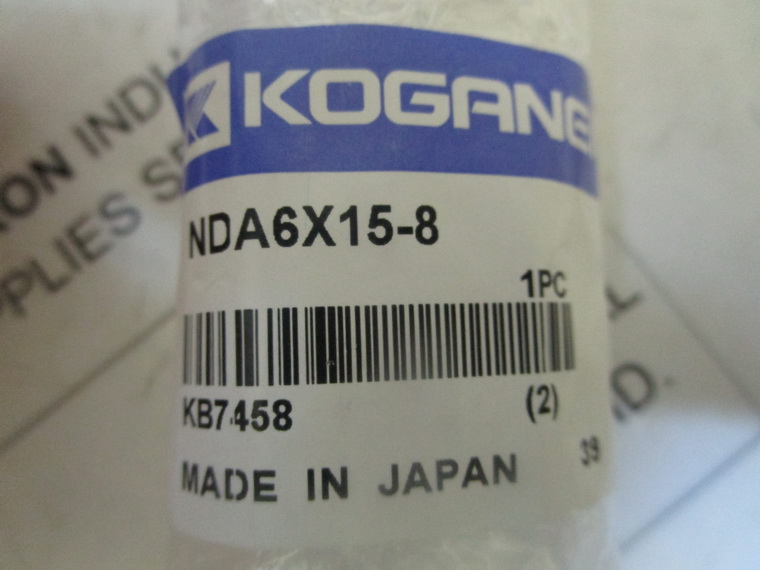 KOGANE
NDA6X15-8
1PC
KB7458
(2)
39
MADE IN JAPAN